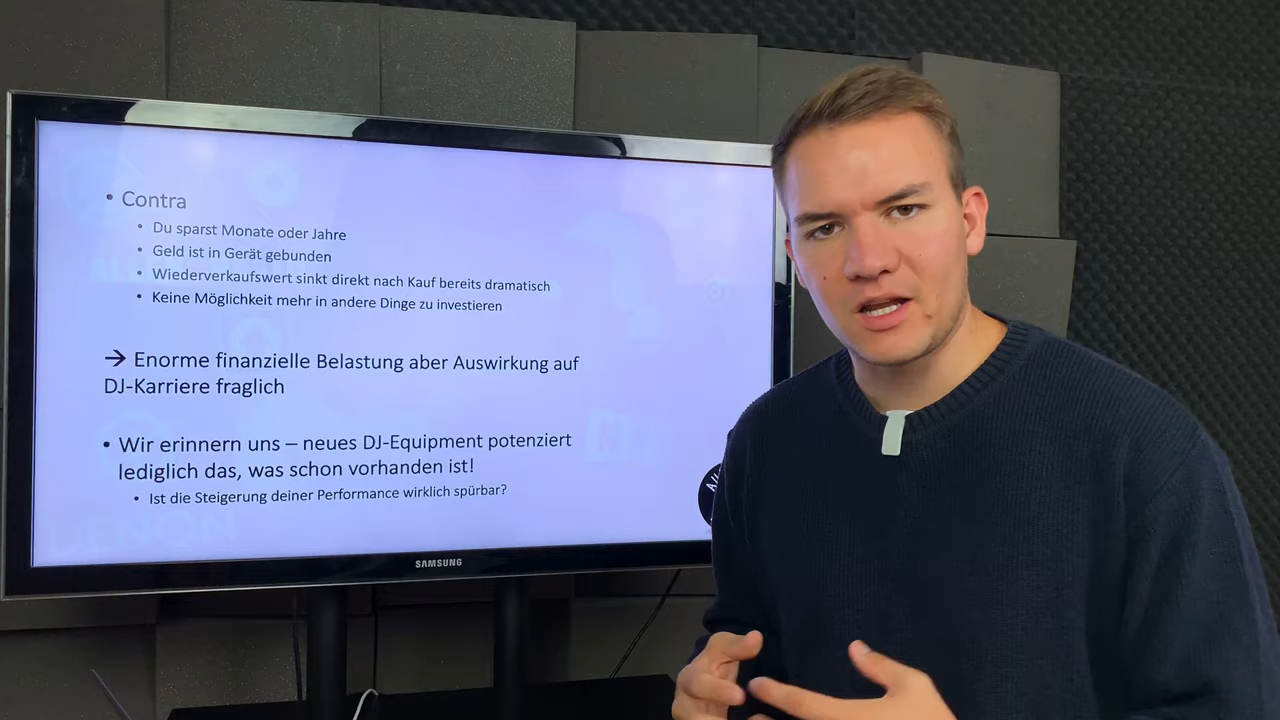 • Contra
• Du sparst Monate oder Jahre
• Geld ist in Gerät gebunden
• Wiederverkaufswert sinkt direkt nach Kauf bereits dramatisch
• Keine Möglichkeit mehr in andere Dinge zu investieren
→ Enorme finanzielle Belastung aber Auswirkung auf
DJ-Karriere fraglich
• Wir erinnern uns – neues DJ-Equipment potenziert
lediglich das, was schon vorhanden ist!
• Ist die Steigerung deiner Performance wirklich spürbar?
DENON
SAMSUNG